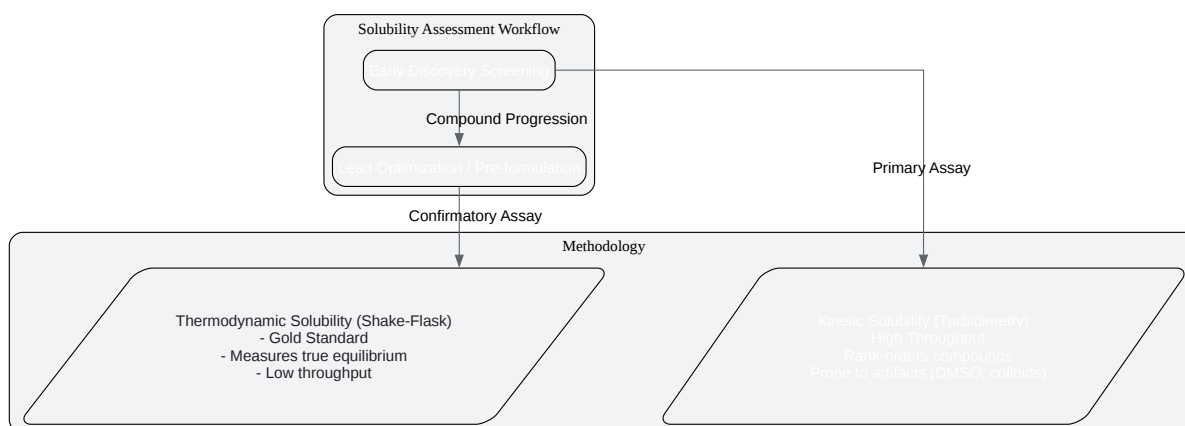 Solubility Assessment Workflow
Early Discovery Screening
Compound Progression
Lead Optimization / Pre-formulation
Primary Assay
Confirmatory Assay
Methodology
Thermodynamic Solubility (Shake-Flask)
- Gold Standard
- Measures true equilibrium
- Low throughput
Kinetic Solubility (Turbidimetry)
- High Throughput
- Rank-orders compounds
- Prone to artifacts (DMSO, colloids)